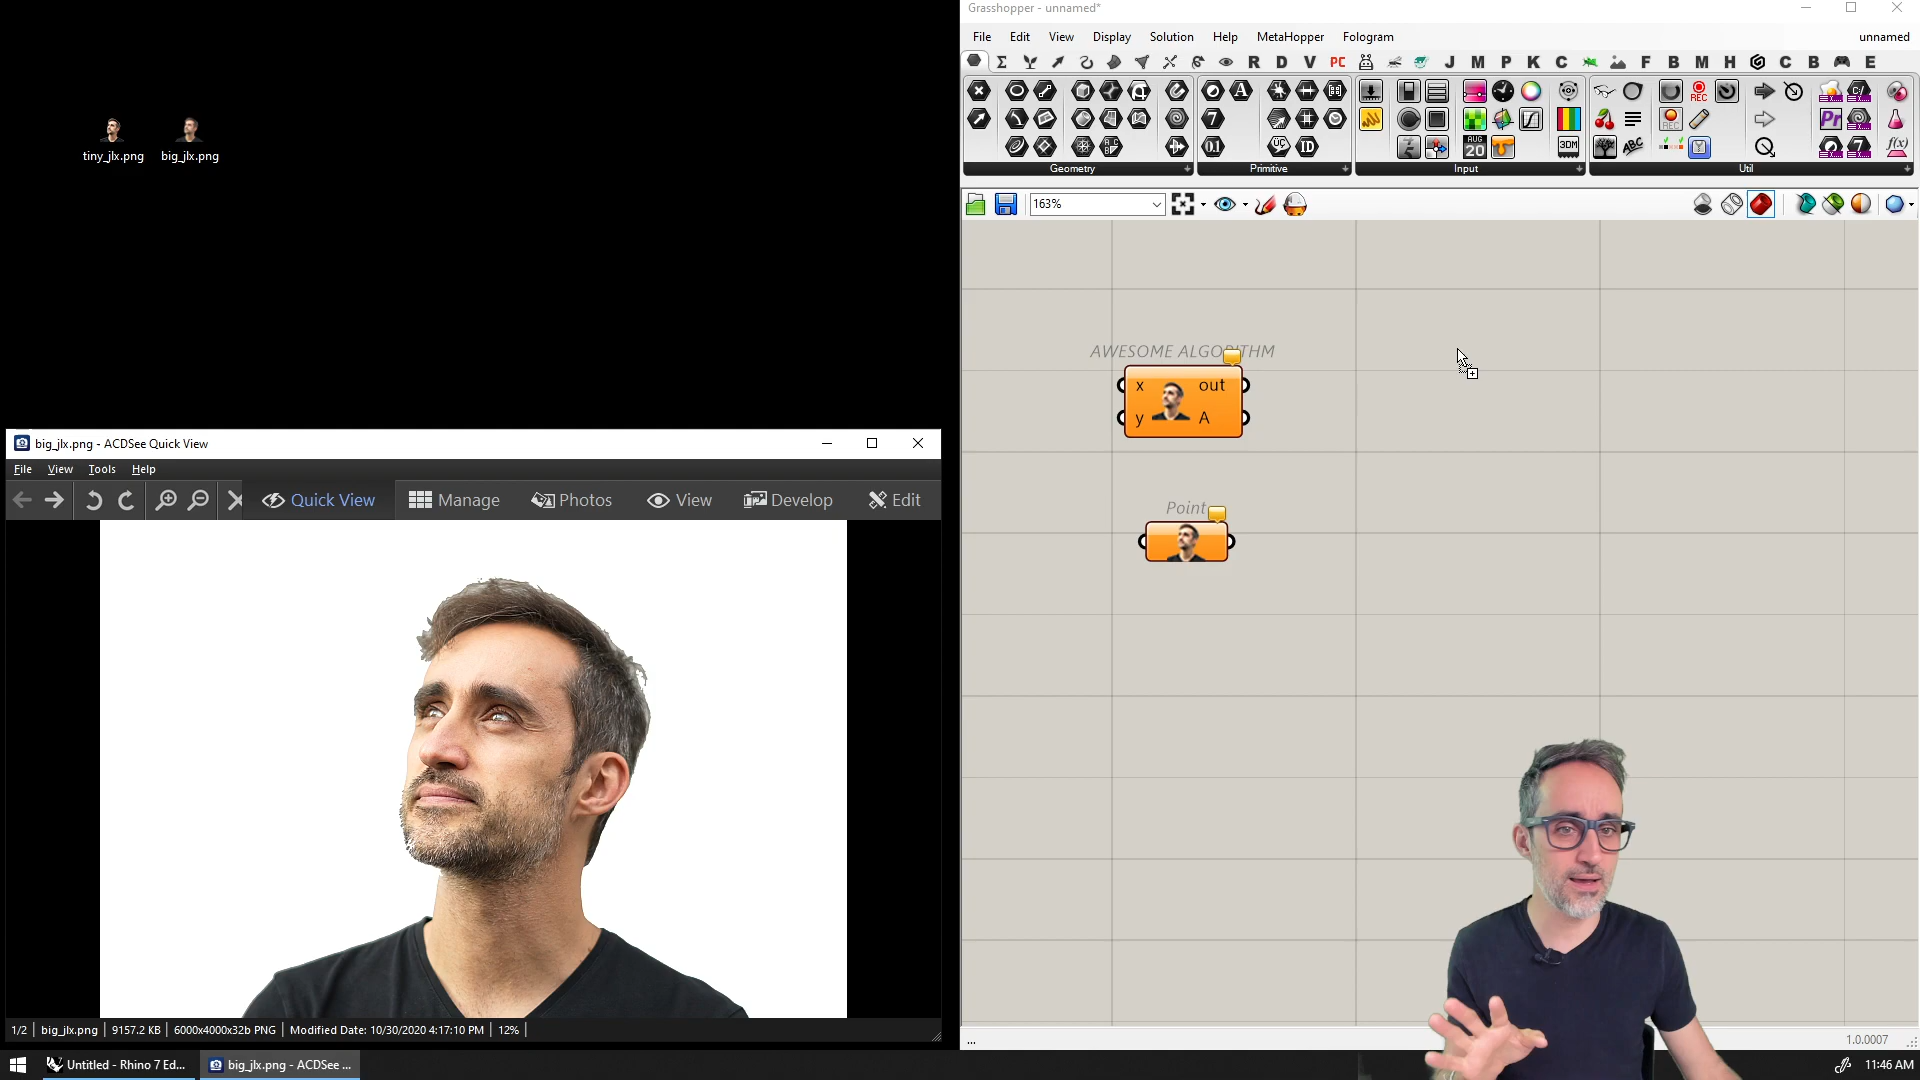 Grasshopper - unnamed*
File Edit View Display Solution Help MetaHopper Fologram unnamed
R D V PC J M P K C F B M H C B E
Geometry Primitive Input Util
163%
tiny_jlx.png big_jlx.png
AWESOME ALGORITHM
x out
y A
Point
big_jlx.png - ACDSee Quick View
File View Tools Help
Quick View Manage Photos View Develop Edit
1/2 big_jlx.png 9157.2 KB 6000x4000x32b PNG Modified Date: 10/30/2020 4:17:10 PM 12%
... 1.0.0007
Untitled - Rhino 7 Ed... big_jlx.png - ACDSee ... 11:46 AM